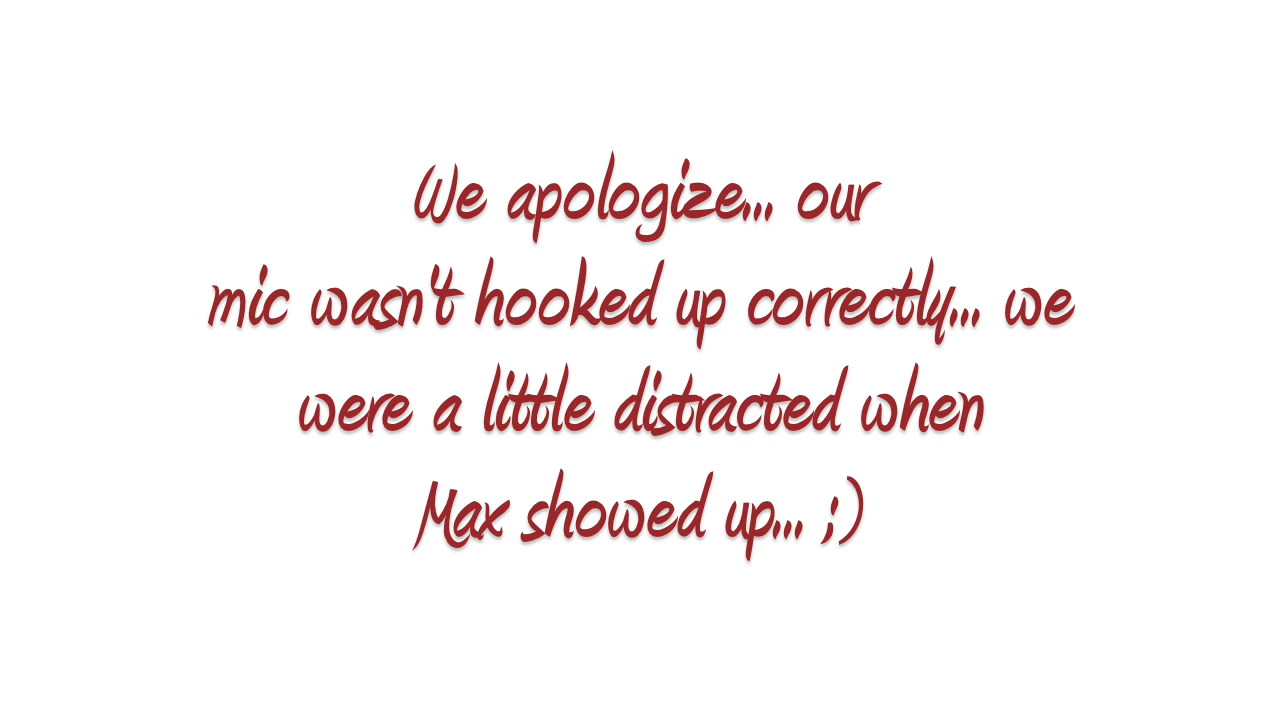 We apologize... our
mic wasn't hooked up correctly... we
were a little distracted when
Max showed up... ;)